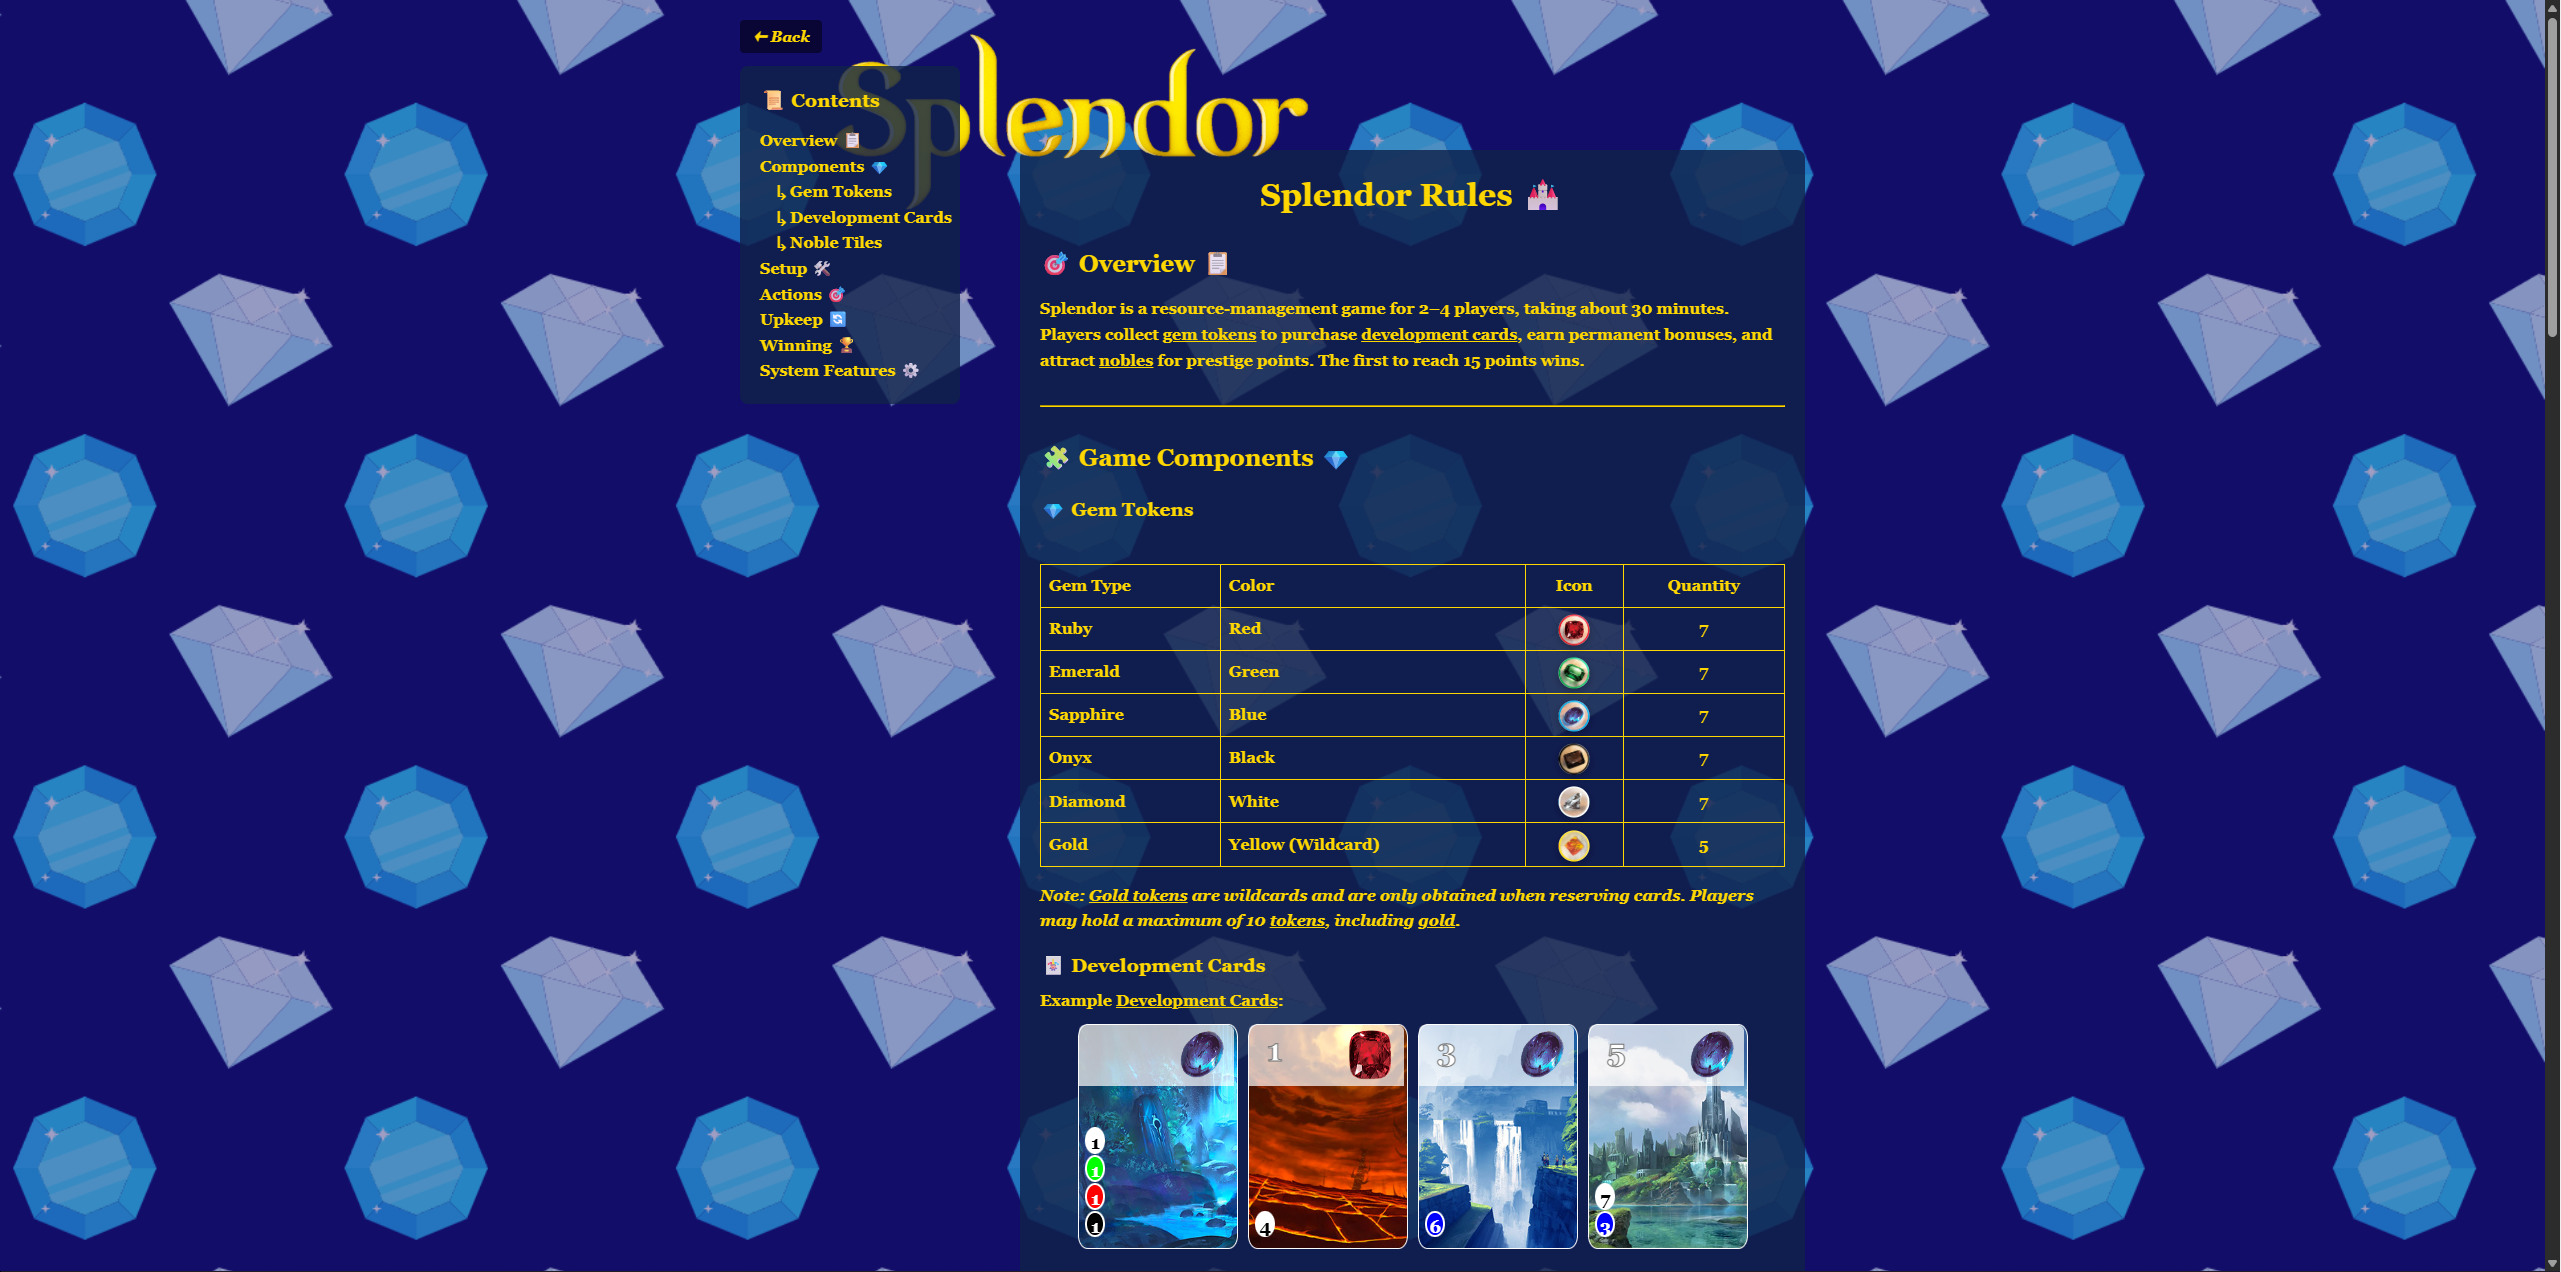 ← Back
Splendor
📜 Contents
Overview 📋
Components 💎
↳ Gem Tokens
↳ Development Cards
↳ Noble Tiles
Setup 🛠️
Actions 🎯
Upkeep 🔄
Winning 🏆
System Features ⚙️
Splendor Rules 🏰
🎯 Overview 📋
Splendor is a resource-management game for 2–4 players, taking about 30 minutes.
Players collect gem tokens to purchase development cards, earn permanent bonuses, and
attract nobles for prestige points. The first to reach 15 points wins.
🧩 Game Components 💎
💎 Gem Tokens
Gem Type Color Icon Quantity
Ruby Red 7
Emerald Green 7
Sapphire Blue 7
Onyx Black 7
Diamond White 7
Gold Yellow (Wildcard) 5
Note: Gold tokens are wildcards and are only obtained when reserving cards. Players
may hold a maximum of 10 tokens, including gold.
🃏 Development Cards
Example Development Cards:
1
1
1
1
1
4
3
6
5
7
3